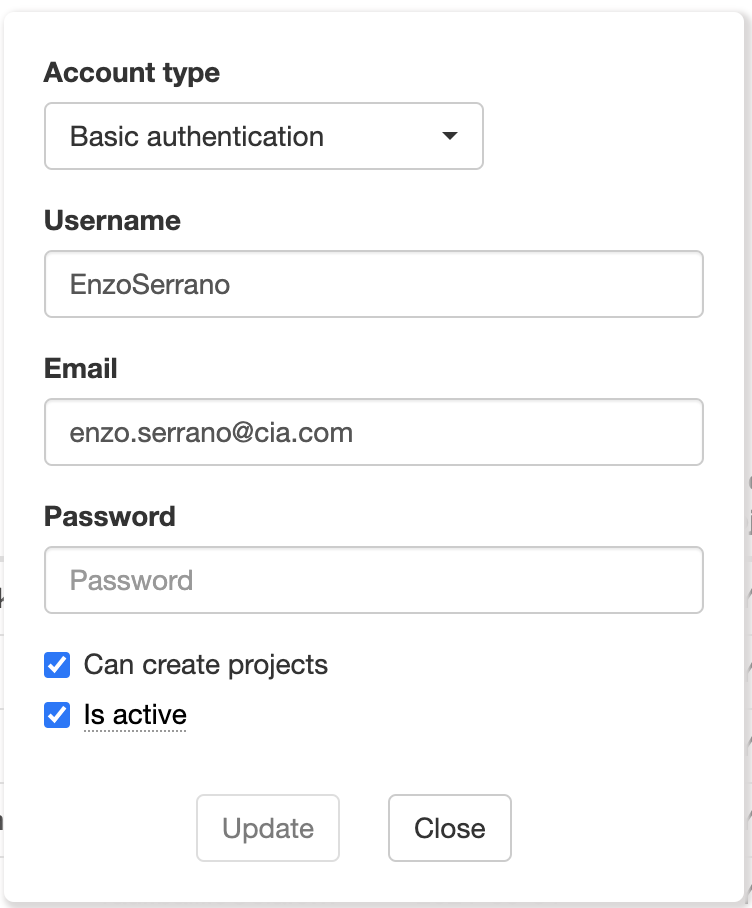 Account type
Basic authentication
Username
EnzoSerrano
Email
enzo.serrano@cia.com
Password
Password
Can create projects
Is active
Update
Close